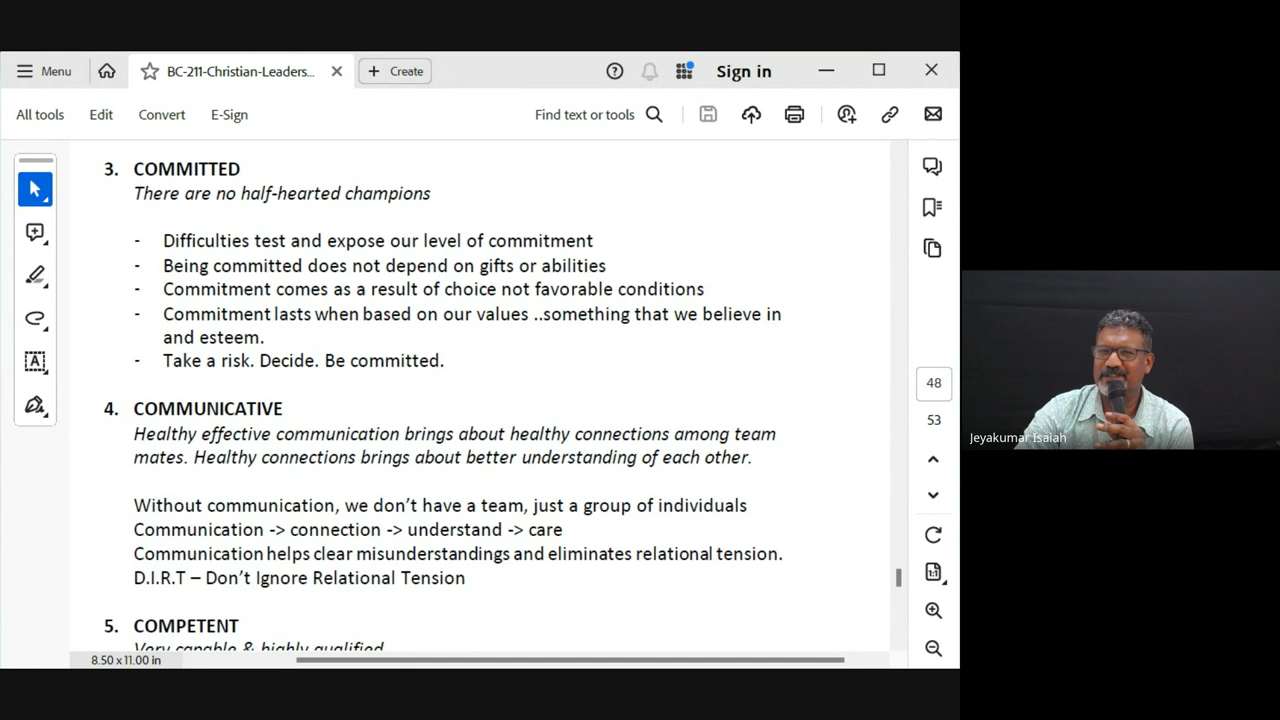 Menu
BC-211-Christian-Leaders...
Create
Sign in
All tools
Edit
Convert
E-Sign
Find text or tools
3. COMMITTED
There are no half-hearted champions
- Difficulties test and expose our level of commitment
- Being committed does not depend on gifts or abilities
- Commitment comes as a result of choice not favorable conditions
- Commitment lasts when based on our values ..something that we believe in
and esteem.
- Take a risk. Decide. Be committed.
4. COMMUNICATIVE
Healthy effective communication brings about healthy connections among team
mates. Healthy connections brings about better understanding of each other.
Without communication, we don’t have a team, just a group of individuals
Communication -> connection -> understand -> care
Communication helps clear misunderstandings and eliminates relational tension.
D.I.R.T – Don’t Ignore Relational Tension
5. COMPETENT
Very capable & highly qualified
8.50 x 11.00 in
48
53
1:1
Jeyakumar Isaiah